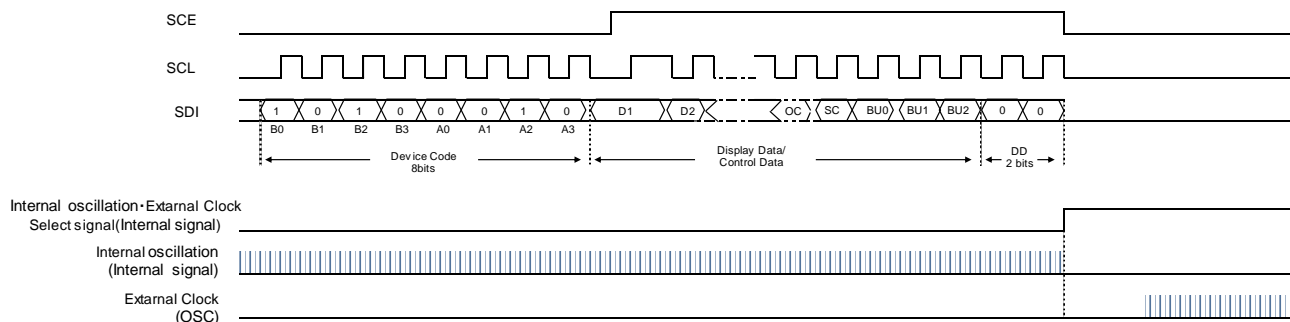 SCE
SCL
SDI
1 0 1 0 0 0 1 0 D1 D2 OC SC BU0 BU1 BU2 0 0
B0 B1 B2 B3 A0 A1 A2 A3
Device Code
8bits
Display Data/
Control Data
DD
2 bits
Internal oscillation・Extarnal Clock
Select signal(Internal signal)
Internal oscillation
(Internal signal)
Extarnal Clock
(OSC)